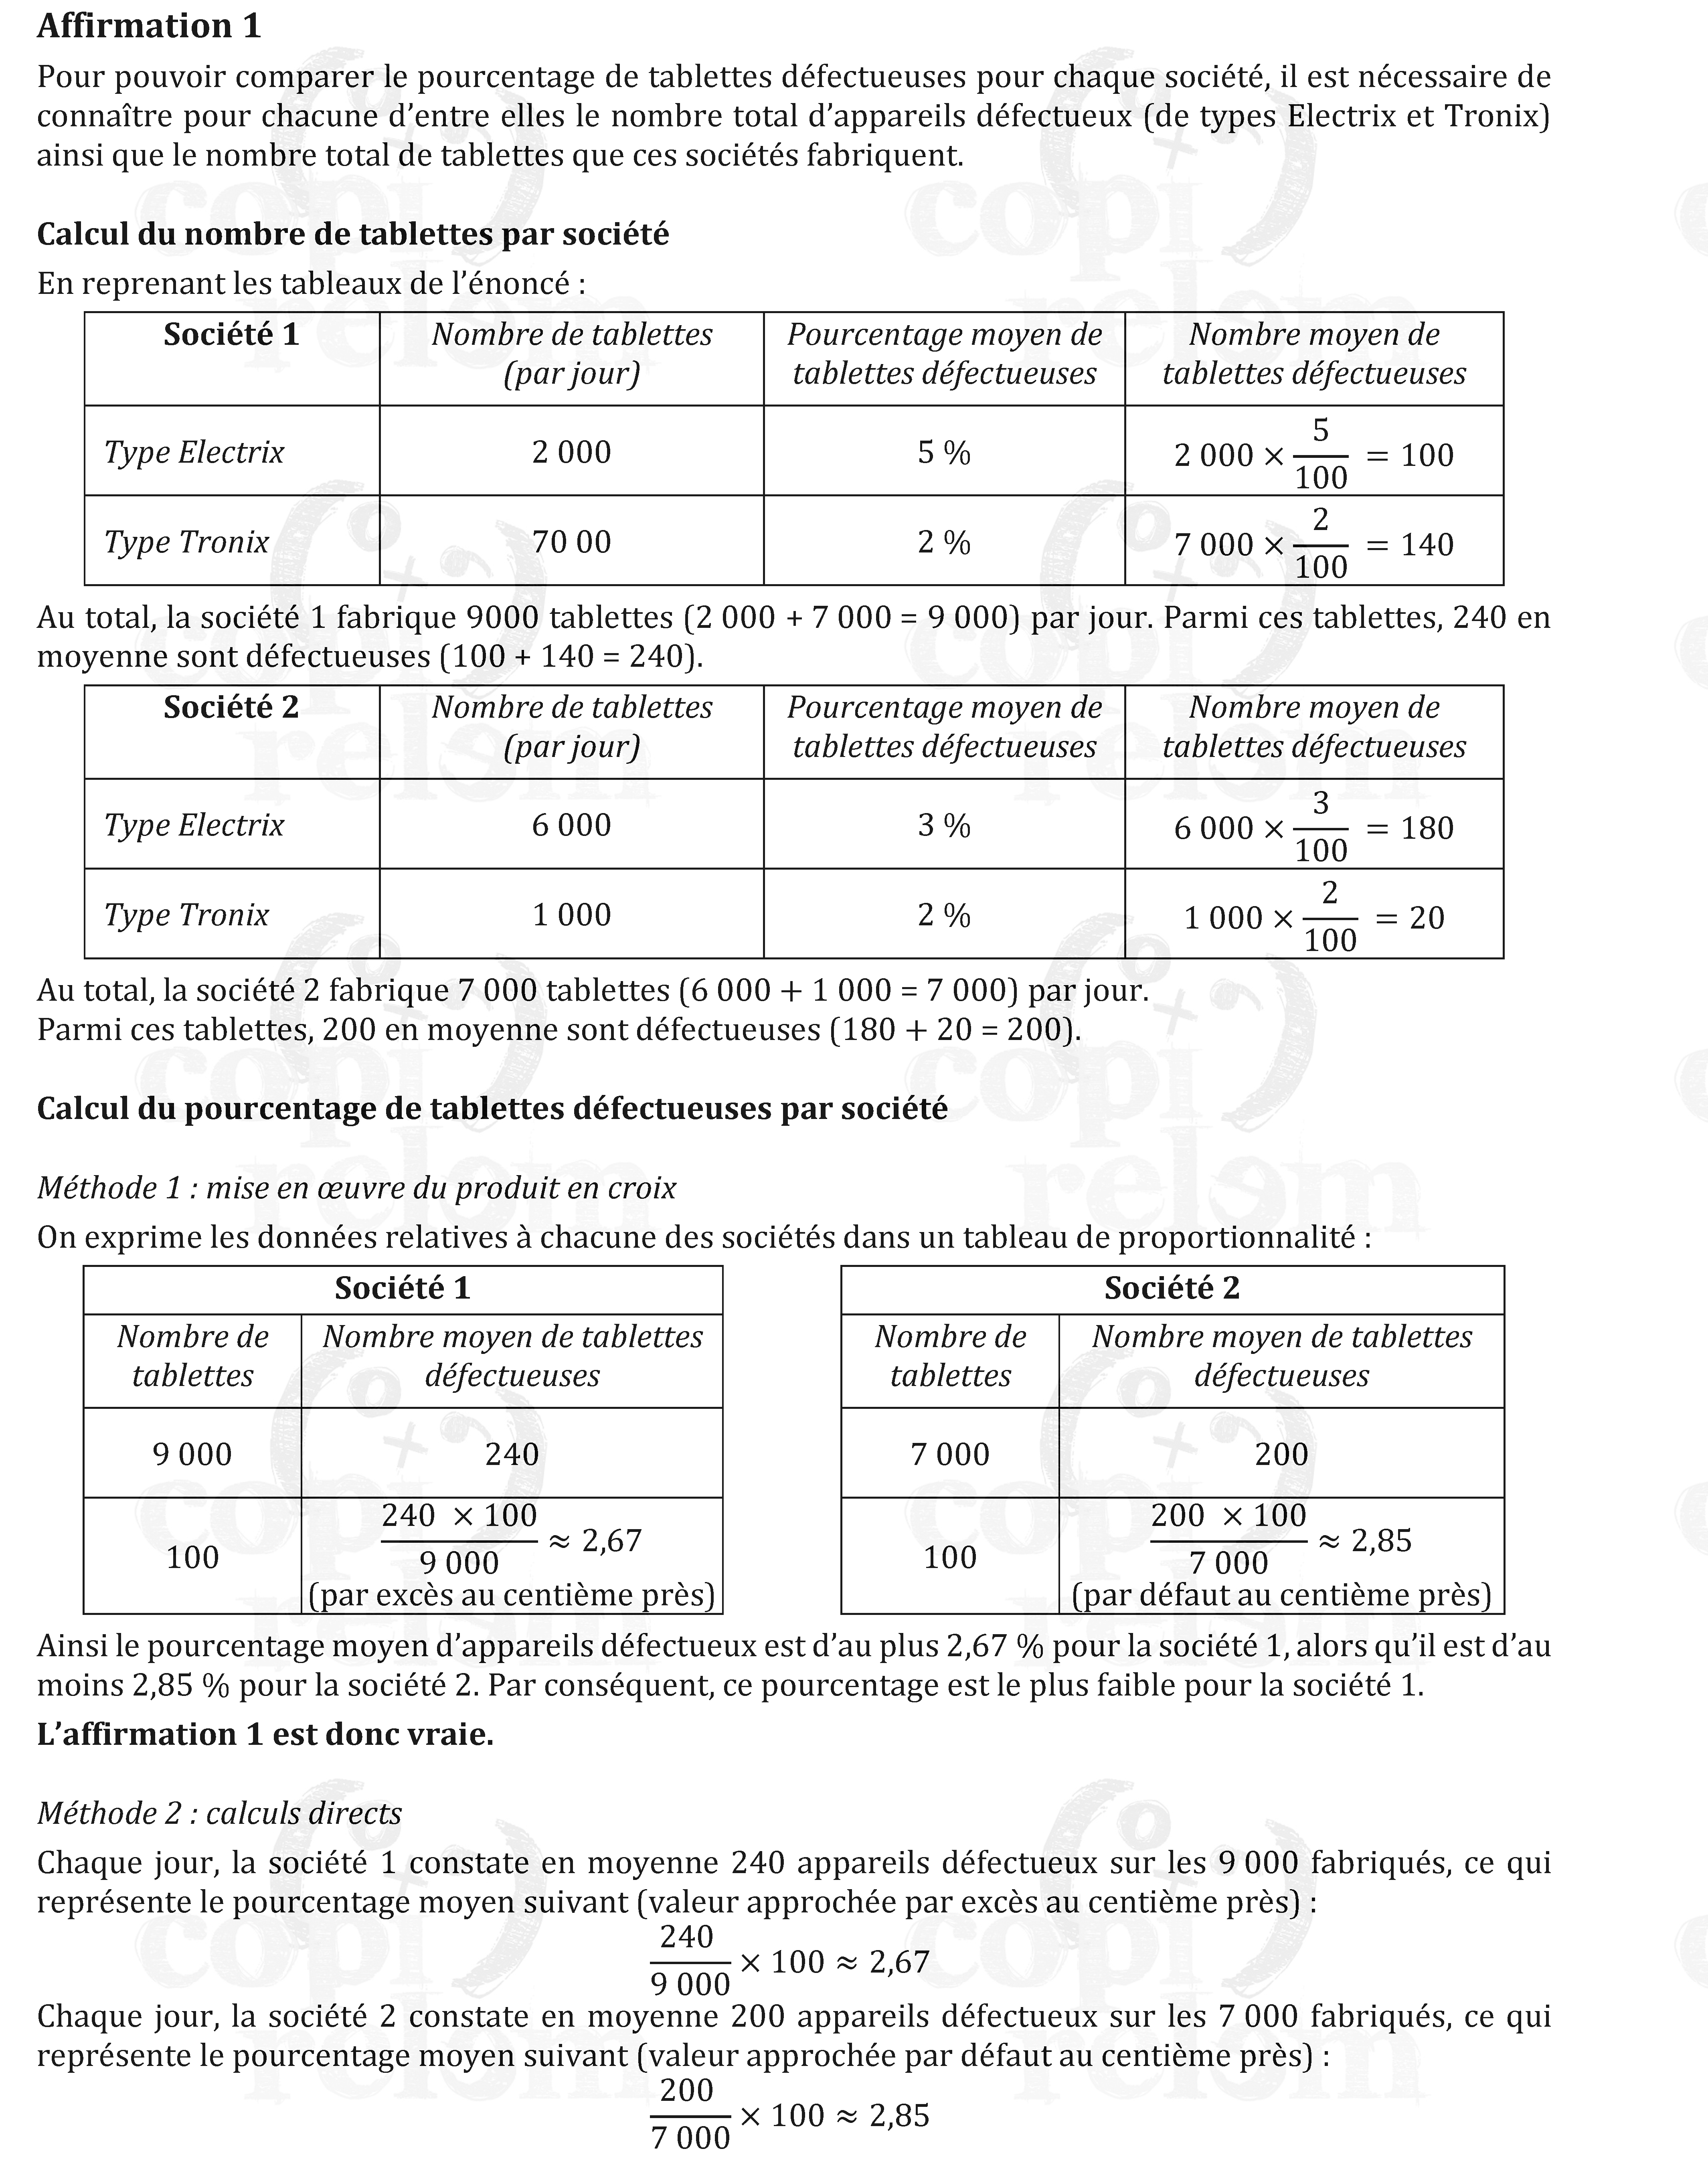 Affirmation 1
Pour pouvoir comparer le pourcentage de tablettes défectueuses pour chaque société, il est nécessaire de
connaître pour chacune d’entre elles le nombre total d’appareils défectueux (de types Electrix et Tronix)
ainsi que le nombre total de tablettes que ces sociétés fabriquent.
Calcul du nombre de tablettes par société
En reprenant les tableaux de l’énoncé :
Société 1 Nombre de tablettes (par jour) Pourcentage moyen de tablettes défectueuses Nombre moyen de tablettes défectueuses
Type Electrix 2 000 5 % 2 000 × 5/100 = 100
Type Tronix 70 00 2 % 7 000 × 2/100 = 140
Au total, la société 1 fabrique 9000 tablettes (2 000 + 7 000 = 9 000) par jour. Parmi ces tablettes, 240 en
moyenne sont défectueuses (100 + 140 = 240).
Société 2 Nombre de tablettes (par jour) Pourcentage moyen de tablettes défectueuses Nombre moyen de tablettes défectueuses
Type Electrix 6 000 3 % 6 000 × 3/100 = 180
Type Tronix 1 000 2 % 1 000 × 2/100 = 20
Au total, la société 2 fabrique 7 000 tablettes (6 000 + 1 000 = 7 000) par jour.
Parmi ces tablettes, 200 en moyenne sont défectueuses (180 + 20 = 200).
Calcul du pourcentage de tablettes défectueuses par société
Méthode 1 : mise en œuvre du produit en croix
On exprime les données relatives à chacune des sociétés dans un tableau de proportionnalité :
Société 1
Nombre de tablettes Nombre moyen de tablettes défectueuses
9 000 240
100 240 × 100 / 9 000 ≈ 2,67
(par excès au centième près)
Société 2
Nombre de tablettes Nombre moyen de tablettes défectueuses
7 000 200
100 200 × 100 / 7 000 ≈ 2,85
(par défaut au centième près)
Ainsi le pourcentage moyen d’appareils défectueux est d’au plus 2,67 % pour la société 1, alors qu’il est d’au
moins 2,85 % pour la société 2. Par conséquent, ce pourcentage est le plus faible pour la société 1.
L’affirmation 1 est donc vraie.
Méthode 2 : calculs directs
Chaque jour, la société 1 constate en moyenne 240 appareils défectueux sur les 9 000 fabriqués, ce qui
représente le pourcentage moyen suivant (valeur approchée par excès au centième près) :
240/9 000 × 100 ≈ 2,67
Chaque jour, la société 2 constate en moyenne 200 appareils défectueux sur les 7 000 fabriqués, ce qui
représente le pourcentage moyen suivant (valeur approchée par défaut au centième près) :
200/7 000 × 100 ≈ 2,85